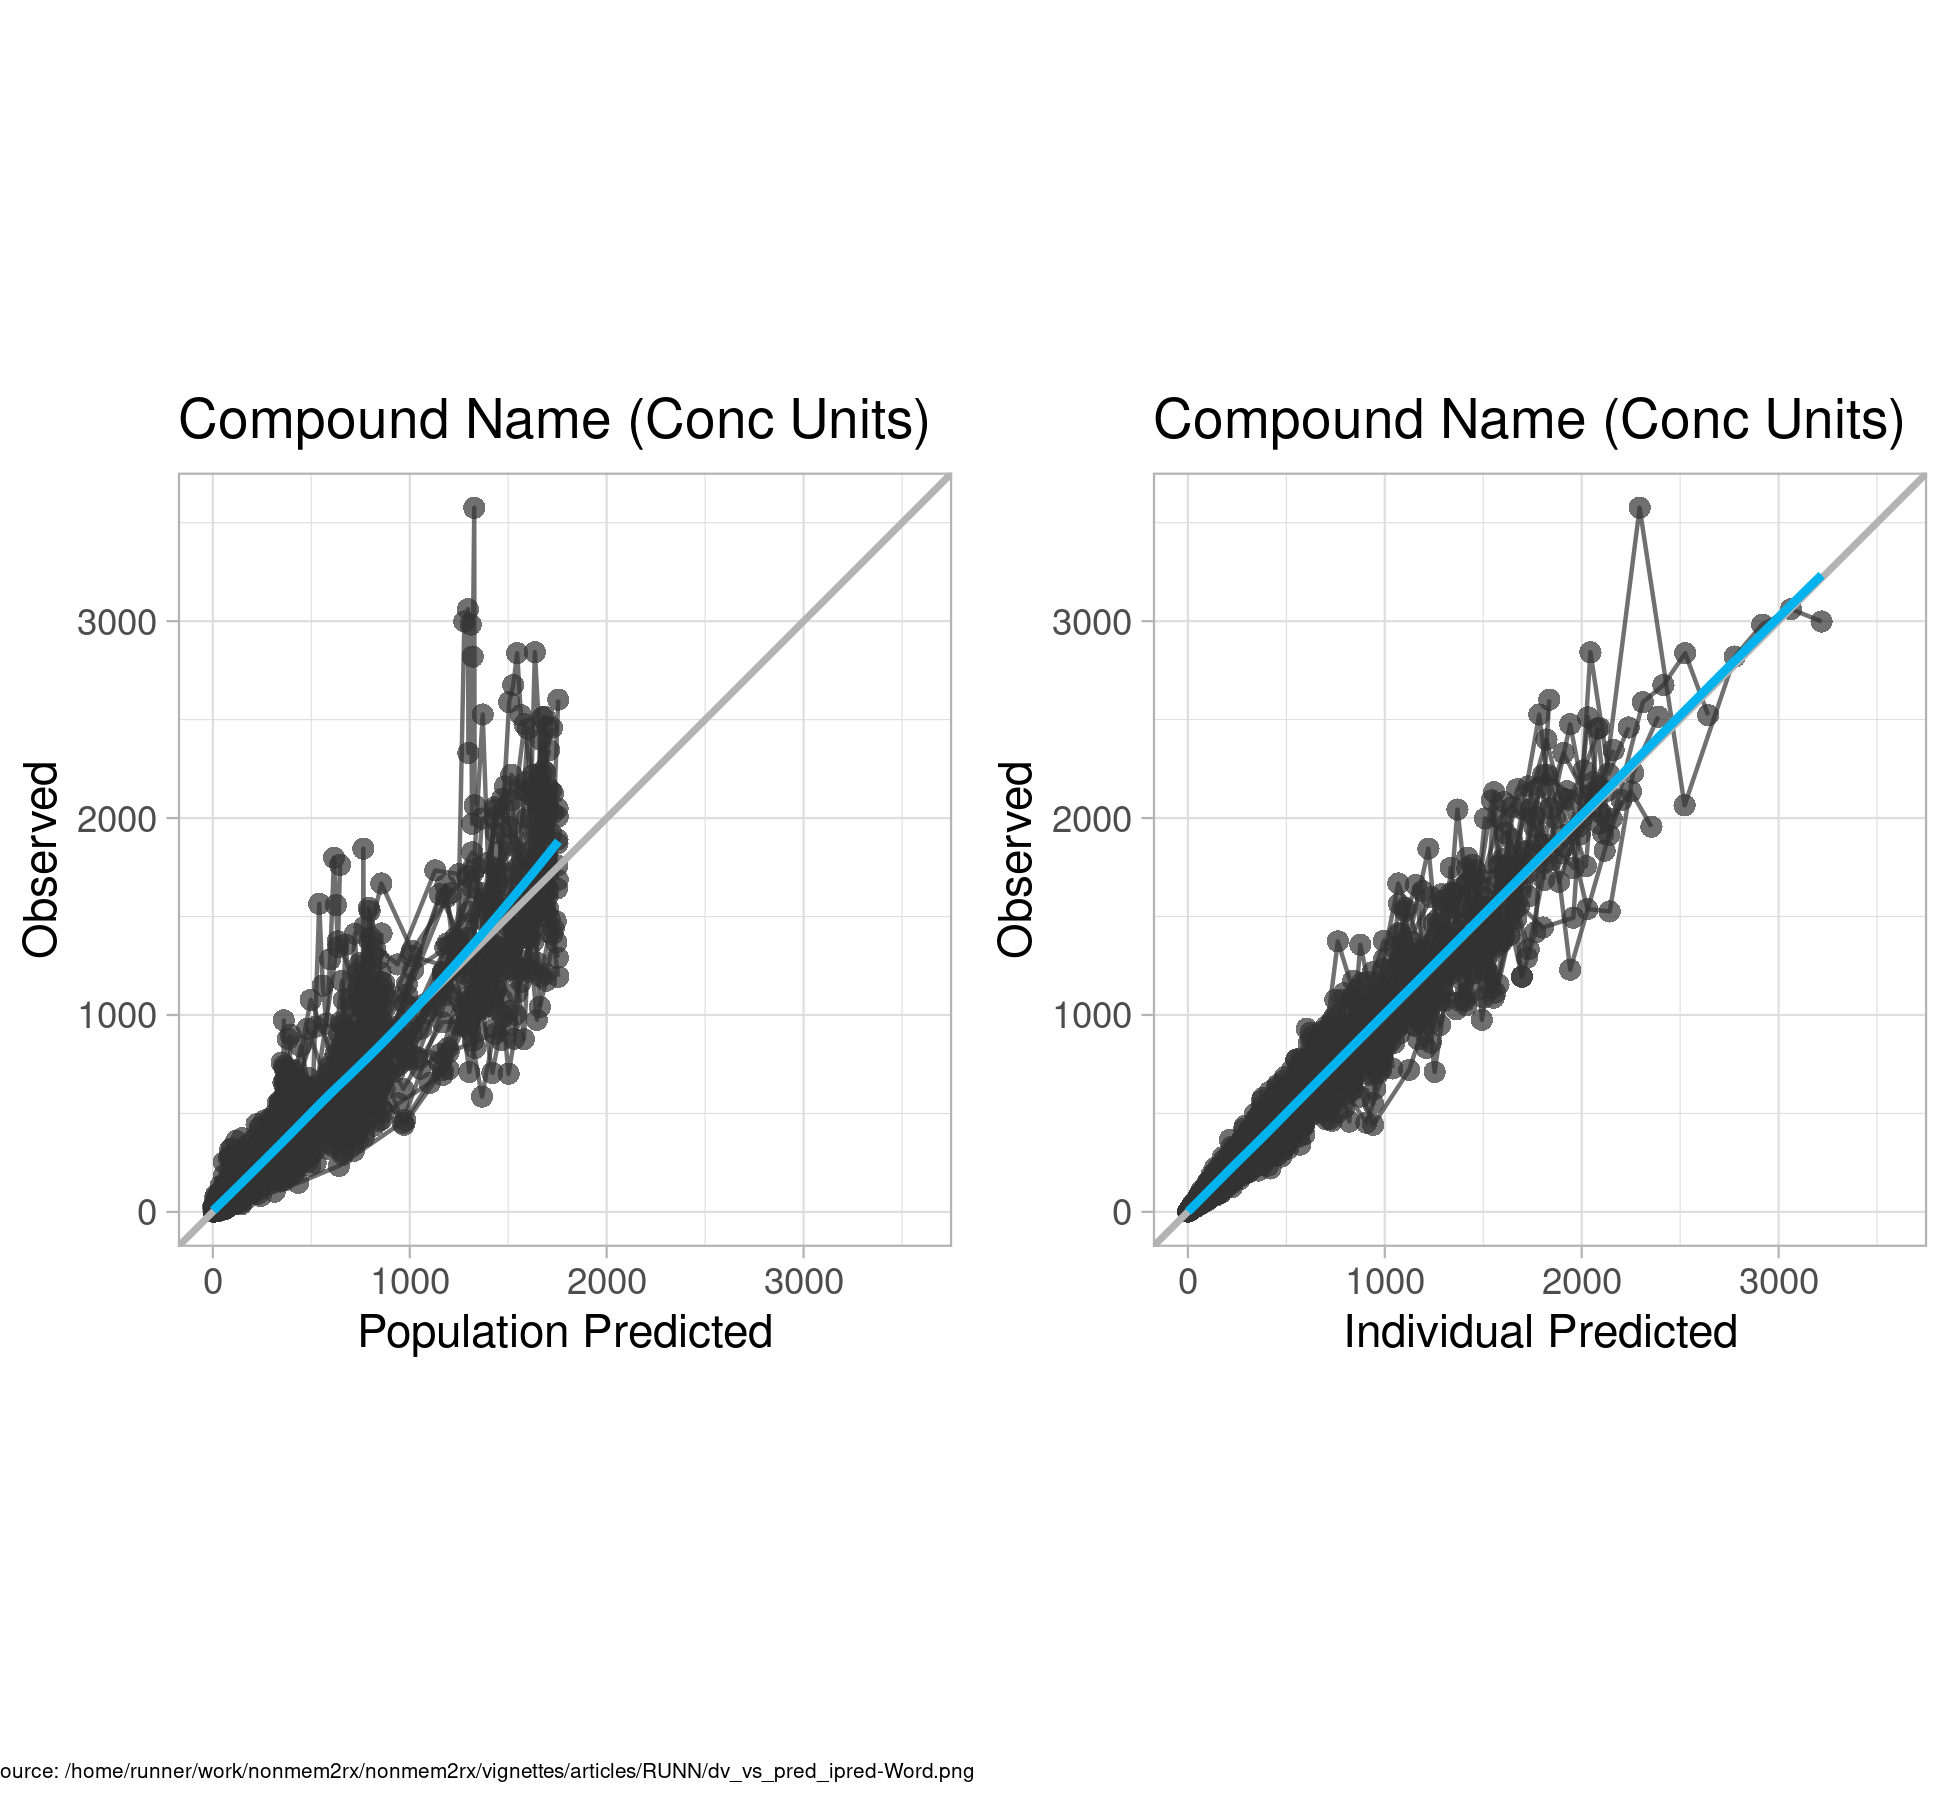 Compound Name (Conc Units)
Observed
3000
2000
1000
0
0 1000 2000 3000
Population Predicted
Compound Name (Conc Units)
Observed
3000
2000
1000
0
0 1000 2000 3000
Individual Predicted
ource: /home/runner/work/nonmem2rx/nonmem2rx/vignettes/articles/RUNN/dv_vs_pred_ipred-Word.png